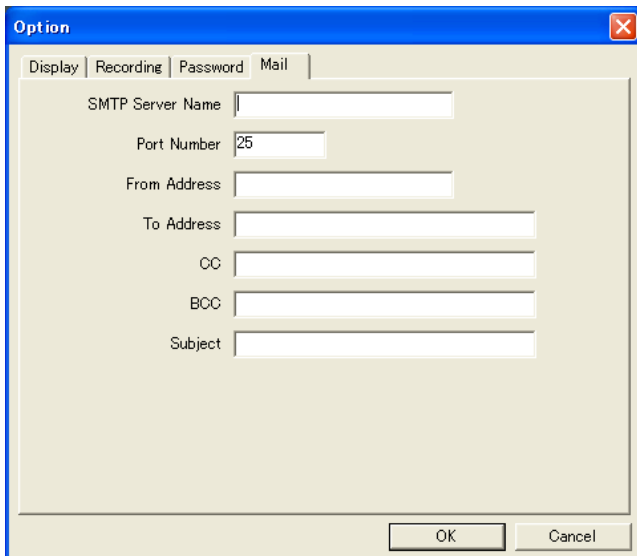 Option
Display Recording Password Mail
SMTP Server Name
Port Number 25
From Address
To Address
CC
BCC
Subject
OK Cancel